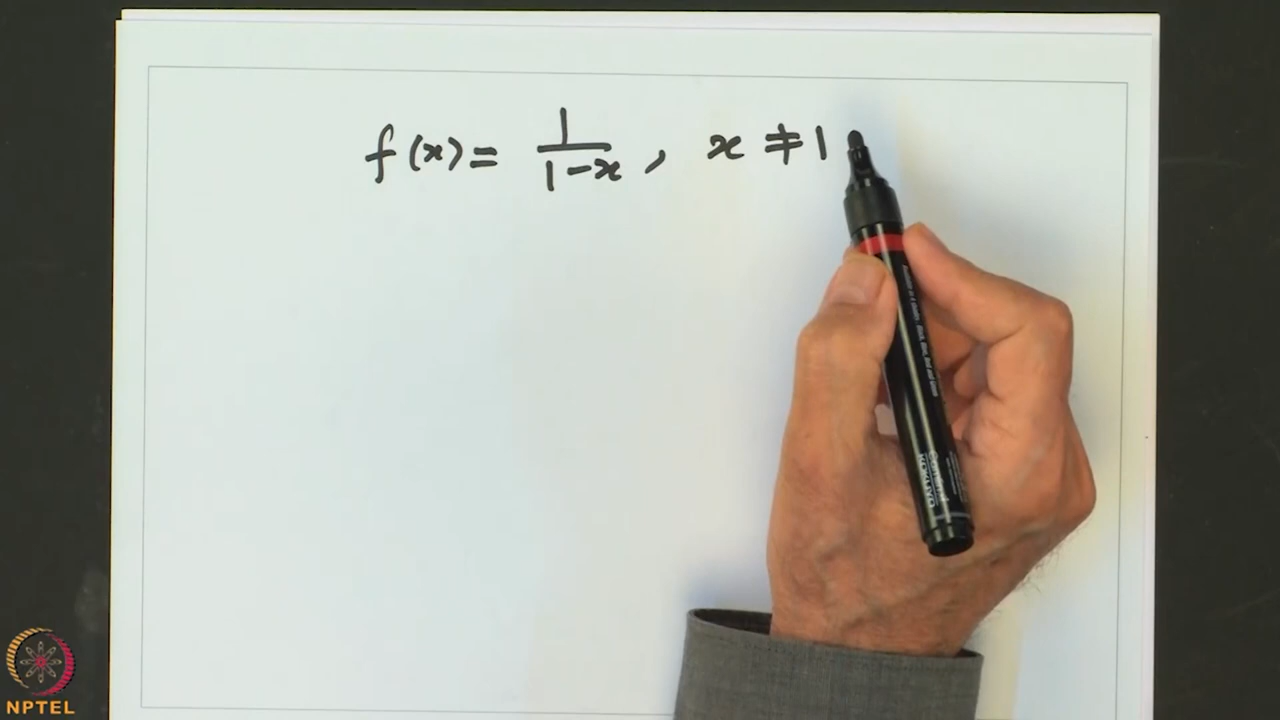 f(x) = 1/(1-x), x ≠ 1
NPTEL